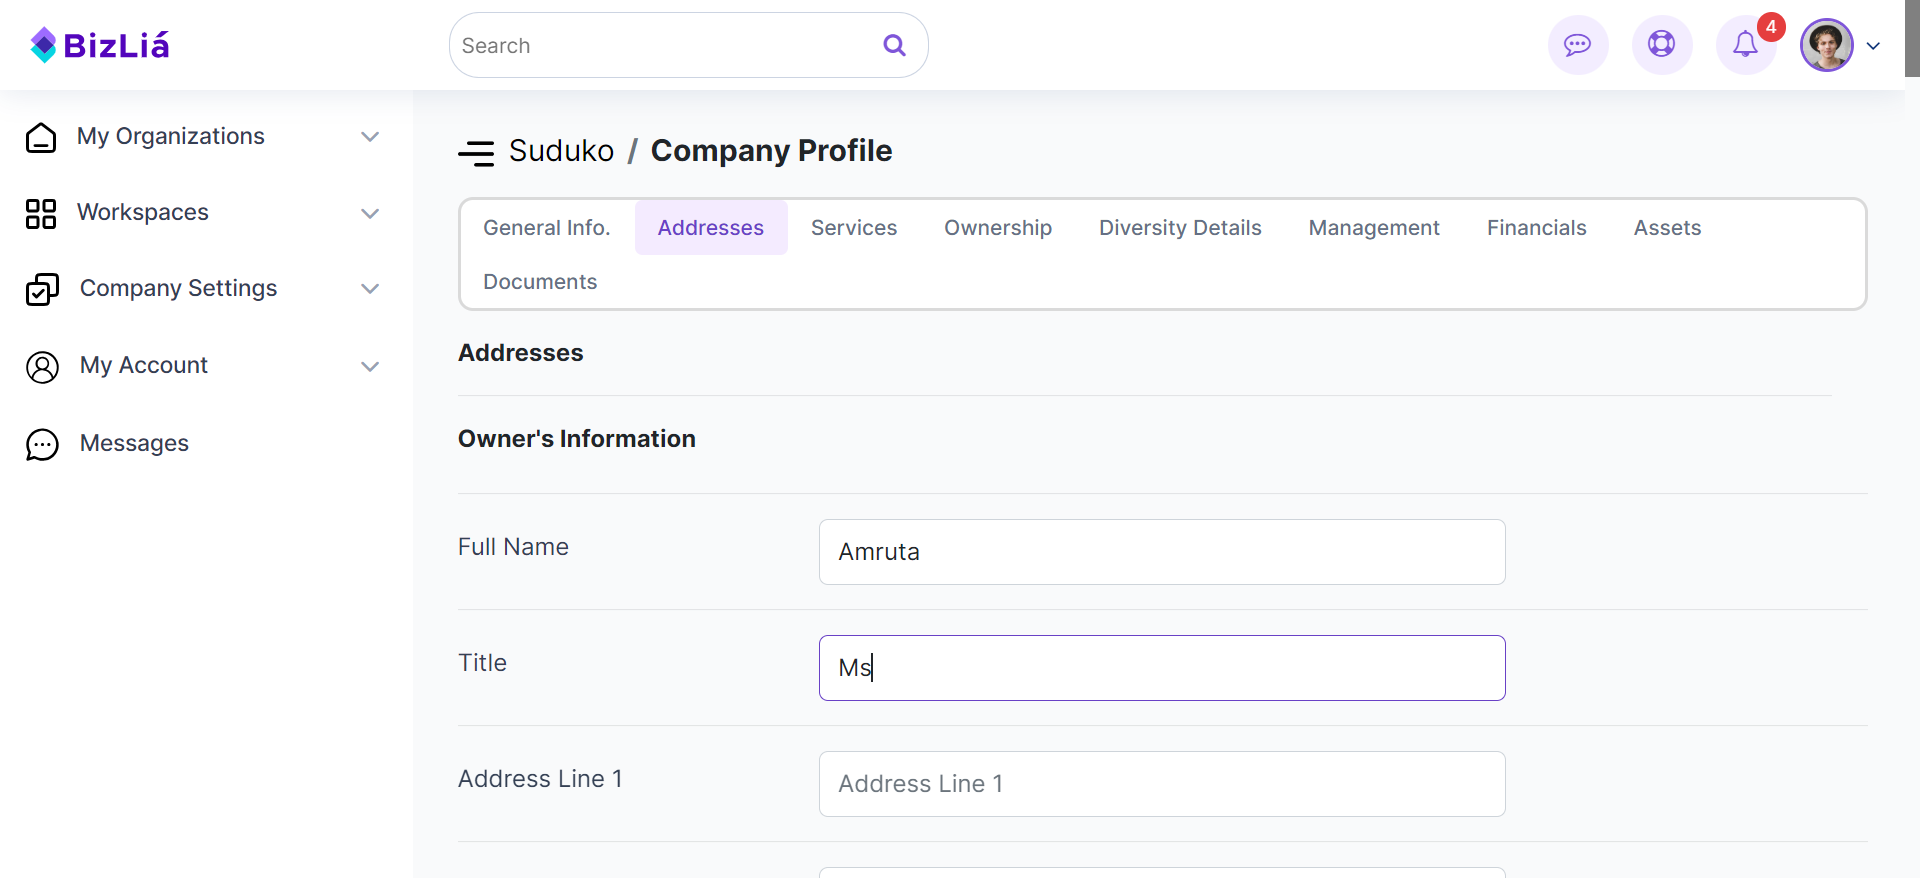 BizLiá
Search
4
My Organizations
Workspaces
Company Settings
My Account
Messages
Suduko / Company Profile
General Info. Addresses Services Ownership Diversity Details Management Financials Assets
Documents
Addresses
Owner's Information
Full Name Amruta
Title Ms
Address Line 1 Address Line 1